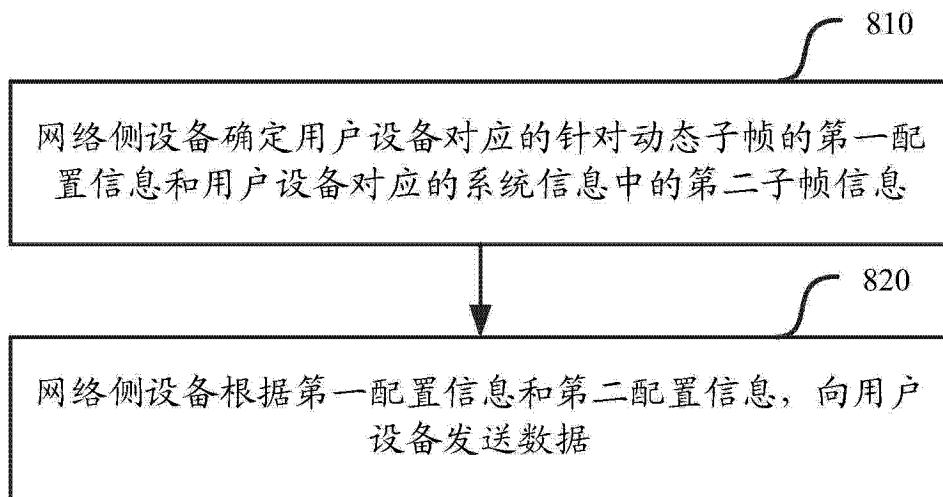 810
网络侧设备确定用户设备对应的针对动态子帧的第一配
置信息和用户设备对应的系统信息中的第二子帧信息
820
网络侧设备根据第一配置信息和第二配置信息，向用户
设备发送数据